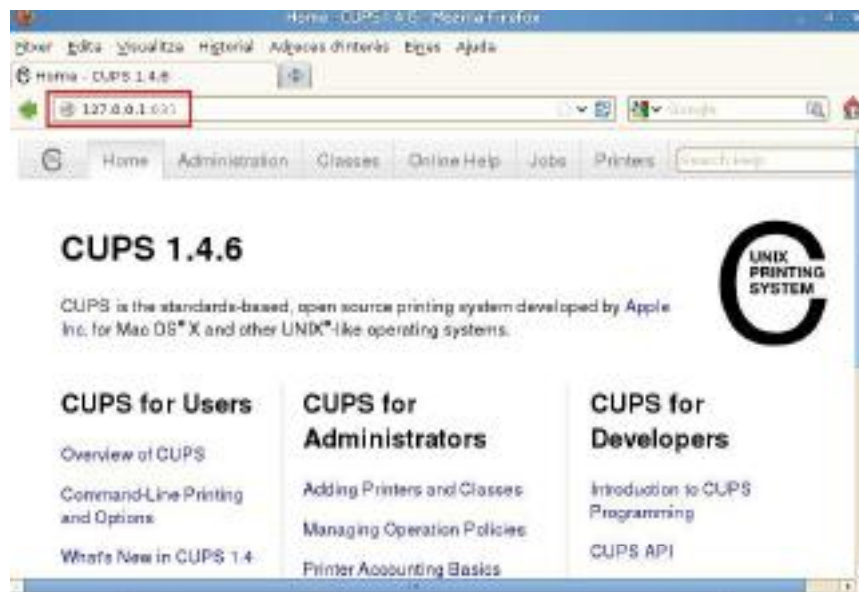 Home - CUPS 1.4.6 - Mozilla Firefox
Fitxer Edita Visualitza Historial Adreces d'interès Eines Ajuda
Home - CUPS 1.4.6
127.0.0.1:631
Google
Home Administration Classes Online Help Jobs Printers Search Help
CUPS 1.4.6
UNIX
PRINTING
SYSTEM
CUPS is the standards-based, open source printing system developed by Apple
Inc. for Mac OS® X and other UNIX®-like operating systems.
CUPS for Users
CUPS for
Administrators
CUPS for
Developers
Overview of CUPS
Command-Line Printing
and Options
What's New in CUPS 1.4
Adding Printers and Classes
Managing Operation Policies
Printer Accounting Basics
Introduction to CUPS
Programming
CUPS API